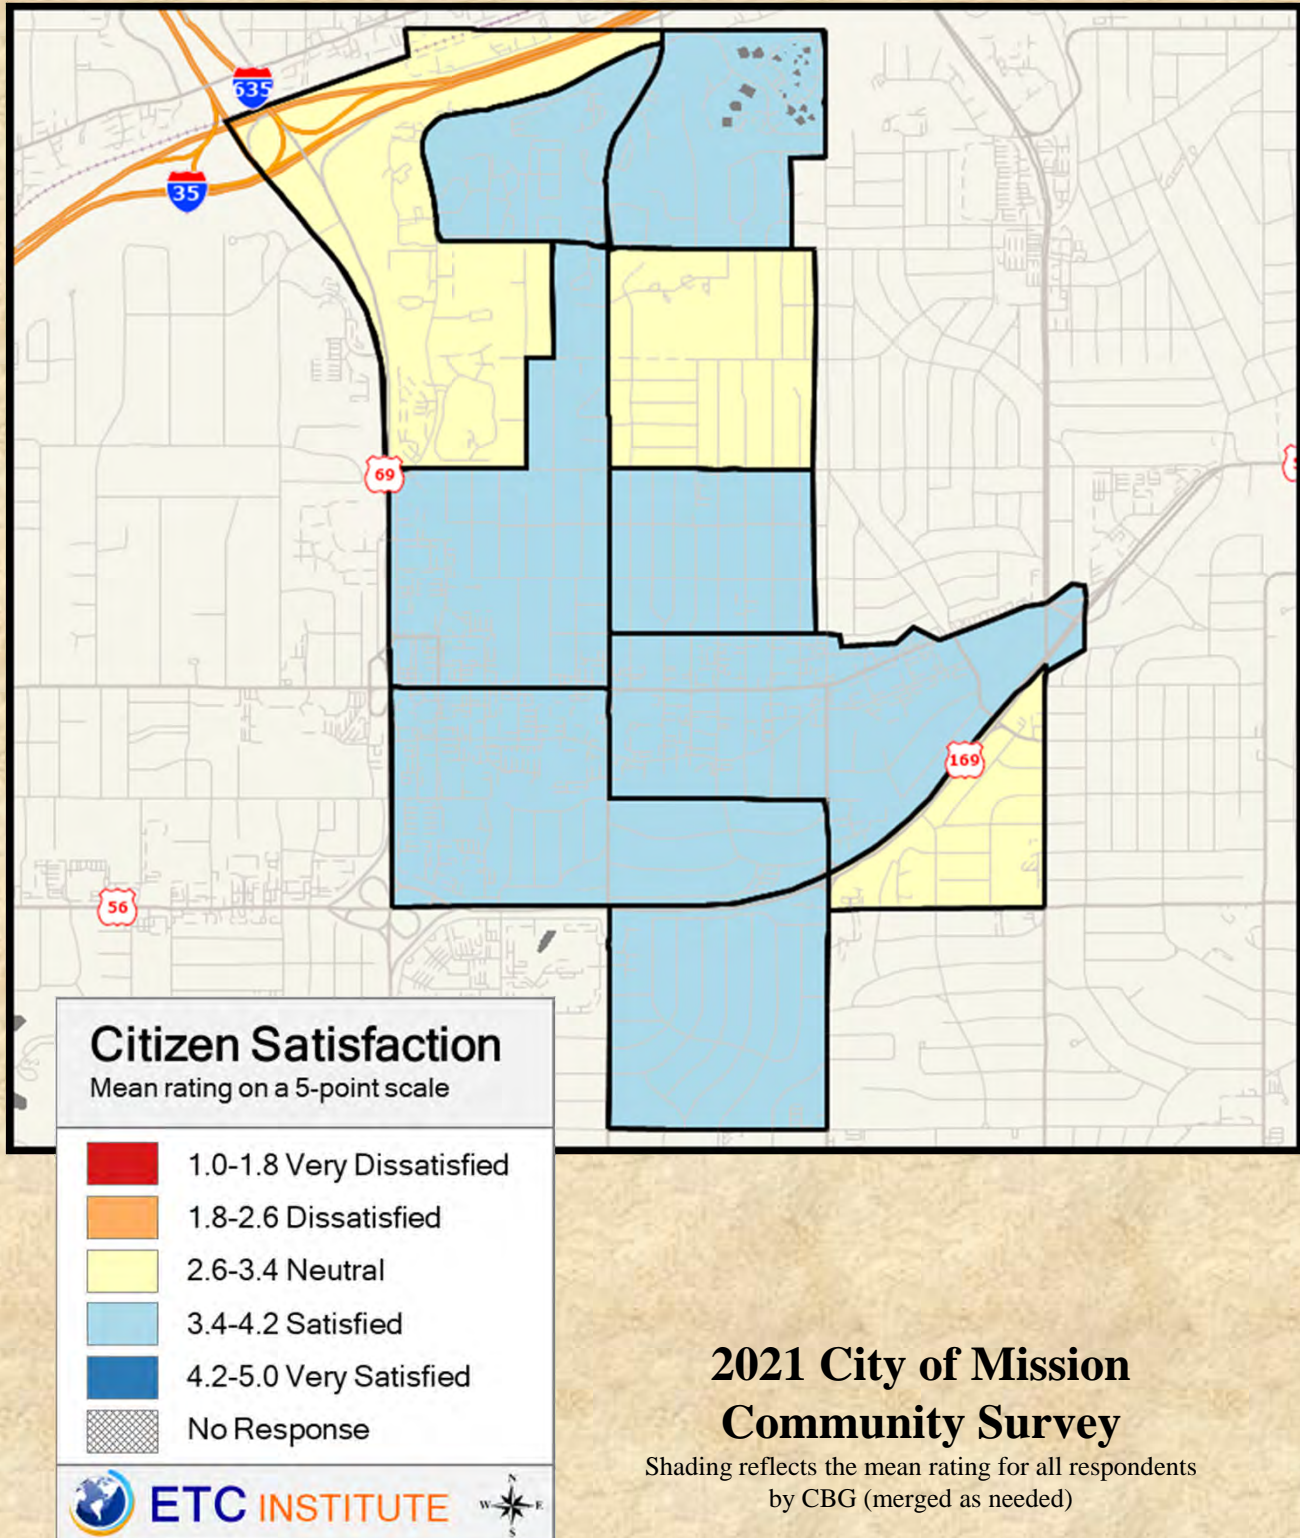 635
35
69
169
56
Citizen Satisfaction
Mean rating on a 5-point scale
1.0-1.8 Very Dissatisfied
1.8-2.6 Dissatisfied
2.6-3.4 Neutral
3.4-4.2 Satisfied
4.2-5.0 Very Satisfied
No Response
ETC INSTITUTE
N
W E
S
2021 City of Mission
Community Survey
Shading reflects the mean rating for all respondents
by CBG (merged as needed)